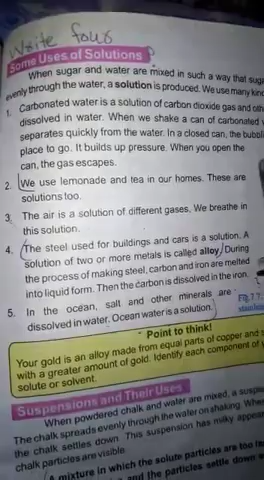 Write four
Some Uses of Solutions
When sugar and water are mixed in such a way that
evenly through the water, a solution is produced. We use many
1. Carbonated water is a solution of carbon dioxide gas and
dissolved in water. When we shake a can of carbonated
separates quickly from the water. In a closed can, the
place to go. It builds up pressure. When you open the
can, the gas escapes.
2. We use lemonade and tea in our homes. These are
solutions too.
3. The air is a solution of different gases. We breathe in
this solution.
4. The steel used for buildings and cars is a solution. A
solution of two or more metals is called alloy. During
the process of making steel, carbon and iron are melted
into liquid form. Then the carbon is dissolved in the iron.
5. In the ocean, salt and other minerals are
dissolved in water. Ocean water is a solution.
Point to think!
Your gold is an alloy made from equal parts of copper and
with a greater amount of gold. Identify each component of
solute or solvent.
Suspensions and Their Uses
When powdered chalk and water are mixed, a
The chalk spreads evenly through the water on shaking.
the chalk settles down. This suspension has milky
chalk particles are visible.
A mixture in which the solute particles are too
and the particles settle down